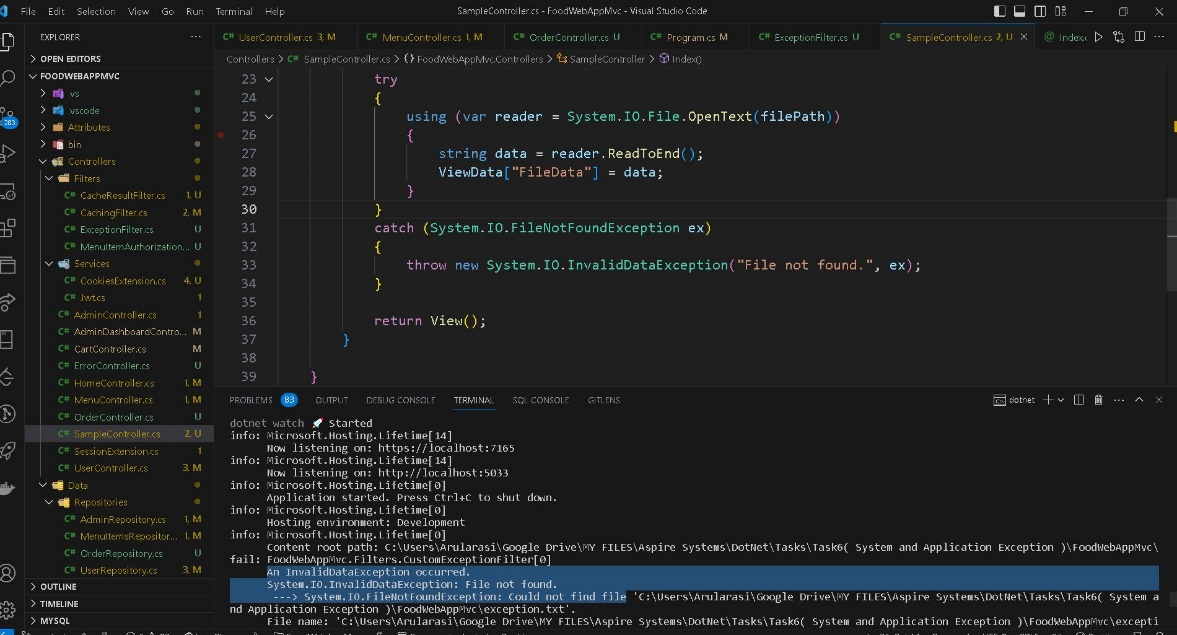 File Edit Selection View Go Run Terminal Help
SampleController.cs - FoodWebAppMvc - Visual Studio Code
EXPLORER
OPEN EDITORS
FOODWEBAPPMVC
.vs
.vscode
Attributes
bin
Controllers
Filters
CacheResultFilter.cs 1, U
CachingFilter.cs 2, M
ExceptionFilter.cs U
MenuItemAuthorization... U
Services
CookiesExtension.cs 4, U
Jwt.cs 1
AdminController.cs 1
AdminDashboardContro... M
CartController.cs M
ErrorController.cs U
HomeController.cs 1, M
MenuController.cs 1, M
OrderController.cs U
SampleController.cs 2, U
SessionExtension.cs 1
UserController.cs 3, M
Data
Repositories
AdminRepository.cs 1, M
MenuItemsRepositor... 1, M
OrderRepository.cs U
UserRepository.cs 3, M
OUTLINE
TIMELINE
MYSQL
203
UserController.cs 3, M MenuController.cs 1, M OrderController.cs U Program.cs M ExceptionFilter.cs U SampleController.cs 2, U
Controllers > SampleController.cs > {} FoodWebAppMvc.Controllers > SampleController > Index()
23 try
24 {
25 using (var reader = System.IO.File.OpenText(filePath))
26 {
27 string data = reader.ReadToEnd();
28 ViewData["FileData"] = data;
29 }
30 }
31 catch (System.IO.FileNotFoundException ex)
32 {
33 throw new System.IO.InvalidDataException("File not found.", ex);
34 }
35
36 return View();
37 }
38
39 }
PROBLEMS 83 OUTPUT DEBUG CONSOLE TERMINAL SQL CONSOLE GITLENS dotnet
dotnet watch 🚀 Started
info: Microsoft.Hosting.Lifetime[14]
Now listening on: https://localhost:7165
info: Microsoft.Hosting.Lifetime[14]
Now listening on: http://localhost:5033
info: Microsoft.Hosting.Lifetime[0]
Application started. Press Ctrl+C to shut down.
info: Microsoft.Hosting.Lifetime[0]
Hosting environment: Development
info: Microsoft.Hosting.Lifetime[0]
Content root path: C:\Users\Arularasi\Google Drive\MY FILES\Aspire Systems\DotNet\Tasks\Task6( System and Application Exception )\FoodWebAppMvc\
fail: FoodWebAppMvc.Filters.CustomExceptionFilter[0]
An InvalidDataException occurred.
System.IO.InvalidDataException: File not found.
---> System.IO.FileNotFoundException: Could not find file 'C:\Users\Arularasi\Google Drive\MY FILES\Aspire Systems\DotNet\Tasks\Task6( System a
nd Application Exception )\FoodWebAppMvc\exception.txt'.
File name: 'C:\Users\Arularasi\Google Drive\MY FILES\Aspire Systems\DotNet\Tasks\Task6( System and Application Exception )\FoodWebAppMvc\excepti